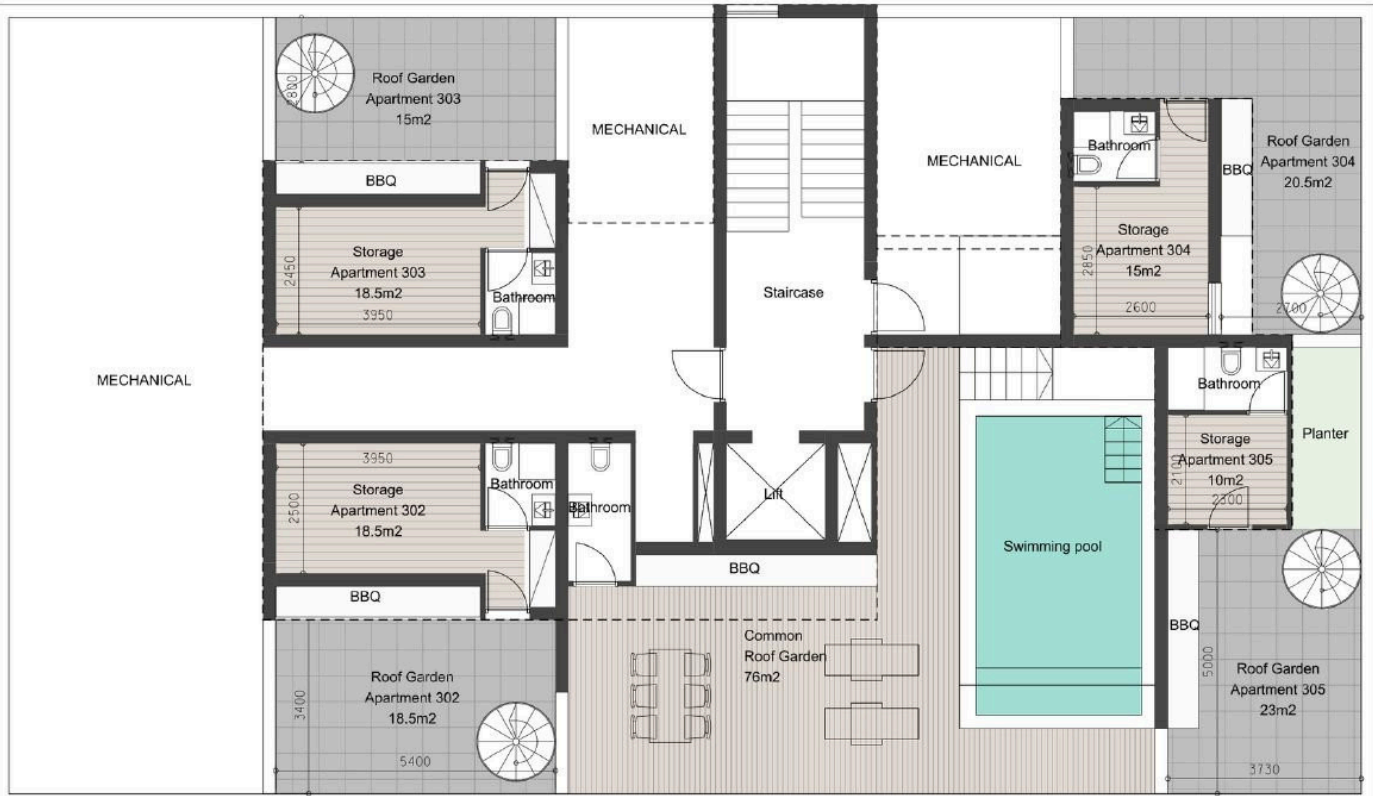 Roof Garden
Apartment 303
15m2
2800
MECHANICAL
MECHANICAL
Bathroom
BBQ
Roof Garden
Apartment 304
20.5m2
BBQ
Storage
Apartment 303
18.5m2
3950
2450
Bathroom
Staircase
Storage
Apartment 304
15m2
2850
2600
2700
MECHANICAL
Bathroom
Storage
Apartment 305
10m2
2100
2300
Planter
3950
Storage
Apartment 302
18.5m2
2500
Bathroom
Bathroom
Lift
Swimming pool
BBQ
BBQ
Common
Roof Garden
76m2
BBQ
Roof Garden
Apartment 302
18.5m2
3400
5400
Roof Garden
Apartment 305
23m2
5000
3730